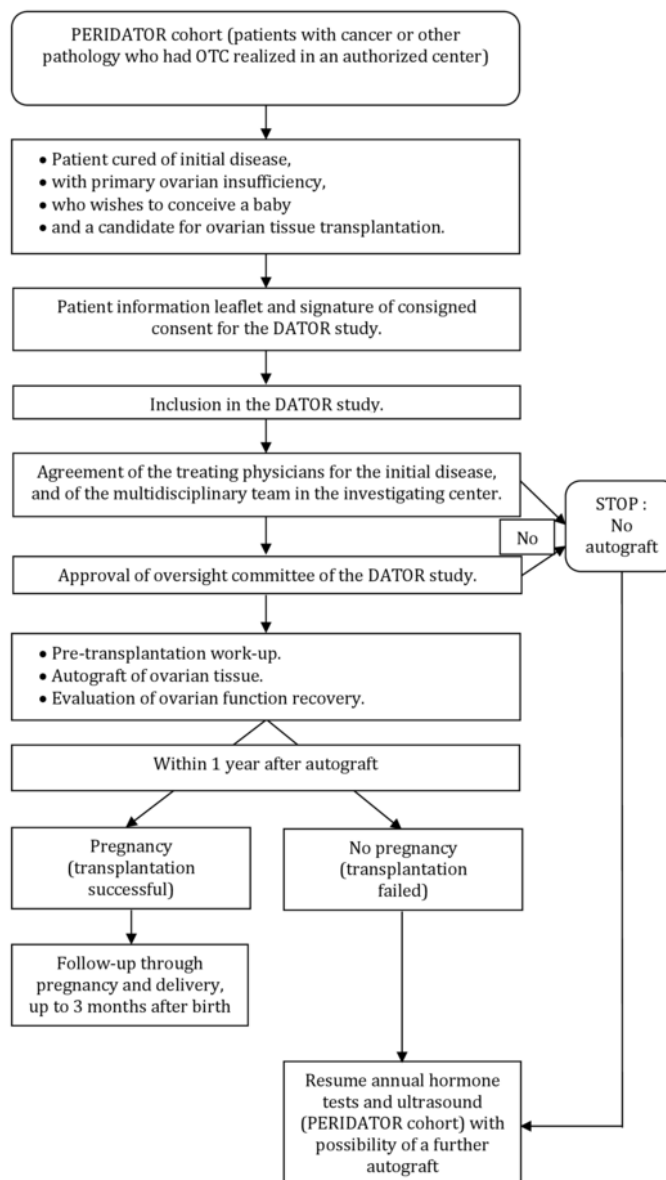 PERIDATOR cohort (patients with cancer or other
pathology who had OTC realized in an authorized center)
• Patient cured of initial disease,
• with primary ovarian insufficiency,
• who wishes to conceive a baby
• and a candidate for ovarian tissue transplantation.
Patient information leaflet and signature of consigned
consent for the DATOR study.
Inclusion in the DATOR study.
Agreement of the treating physicians for the initial disease,
and of the multidisciplinary team in the investigating center.
STOP :
No
autograft
No
Approval of oversight committee of the DATOR study.
• Pre-transplantation work-up.
• Autograft of ovarian tissue.
• Evaluation of ovarian function recovery.
Within 1 year after autograft
Pregnancy
(transplantation
successful)
No pregnancy
(transplantation
failed)
Follow-up through
pregnancy and delivery,
up to 3 months after birth
Resume annual hormone
tests and ultrasound
(PERIDATOR cohort) with
possibility of a further
autograft